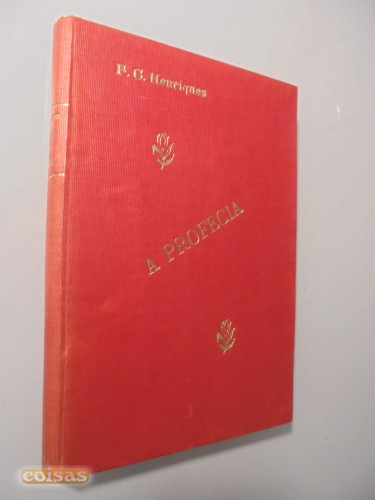 F. C. Henriques
A PROFECIA
coisas